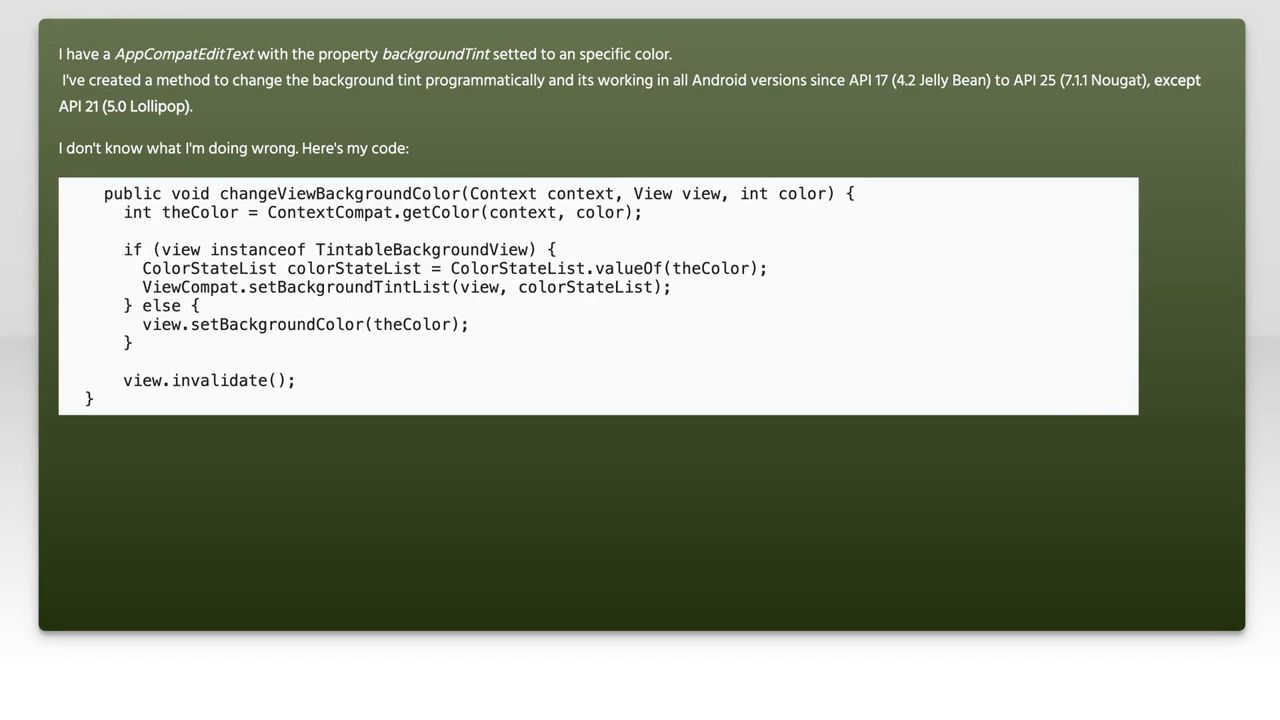 I have a AppCompatEditText with the property backgroundTint setted to an specific color.
I've created a method to change the background tint programmatically and its working in all Android versions since API 17 (4.2 Jelly Bean) to API 25 (7.1.1 Nougat), except
API 21 (5.0 Lollipop).
I don't know what I'm doing wrong. Here's my code:
public void changeViewBackgroundColor(Context context, View view, int color) {
int theColor = ContextCompat.getColor(context, color);
if (view instanceof TintableBackgroundView) {
ColorStateList colorStateList = ColorStateList.valueOf(theColor);
ViewCompat.setBackgroundTintList(view, colorStateList);
} else {
view.setBackgroundColor(theColor);
}
view.invalidate();
}